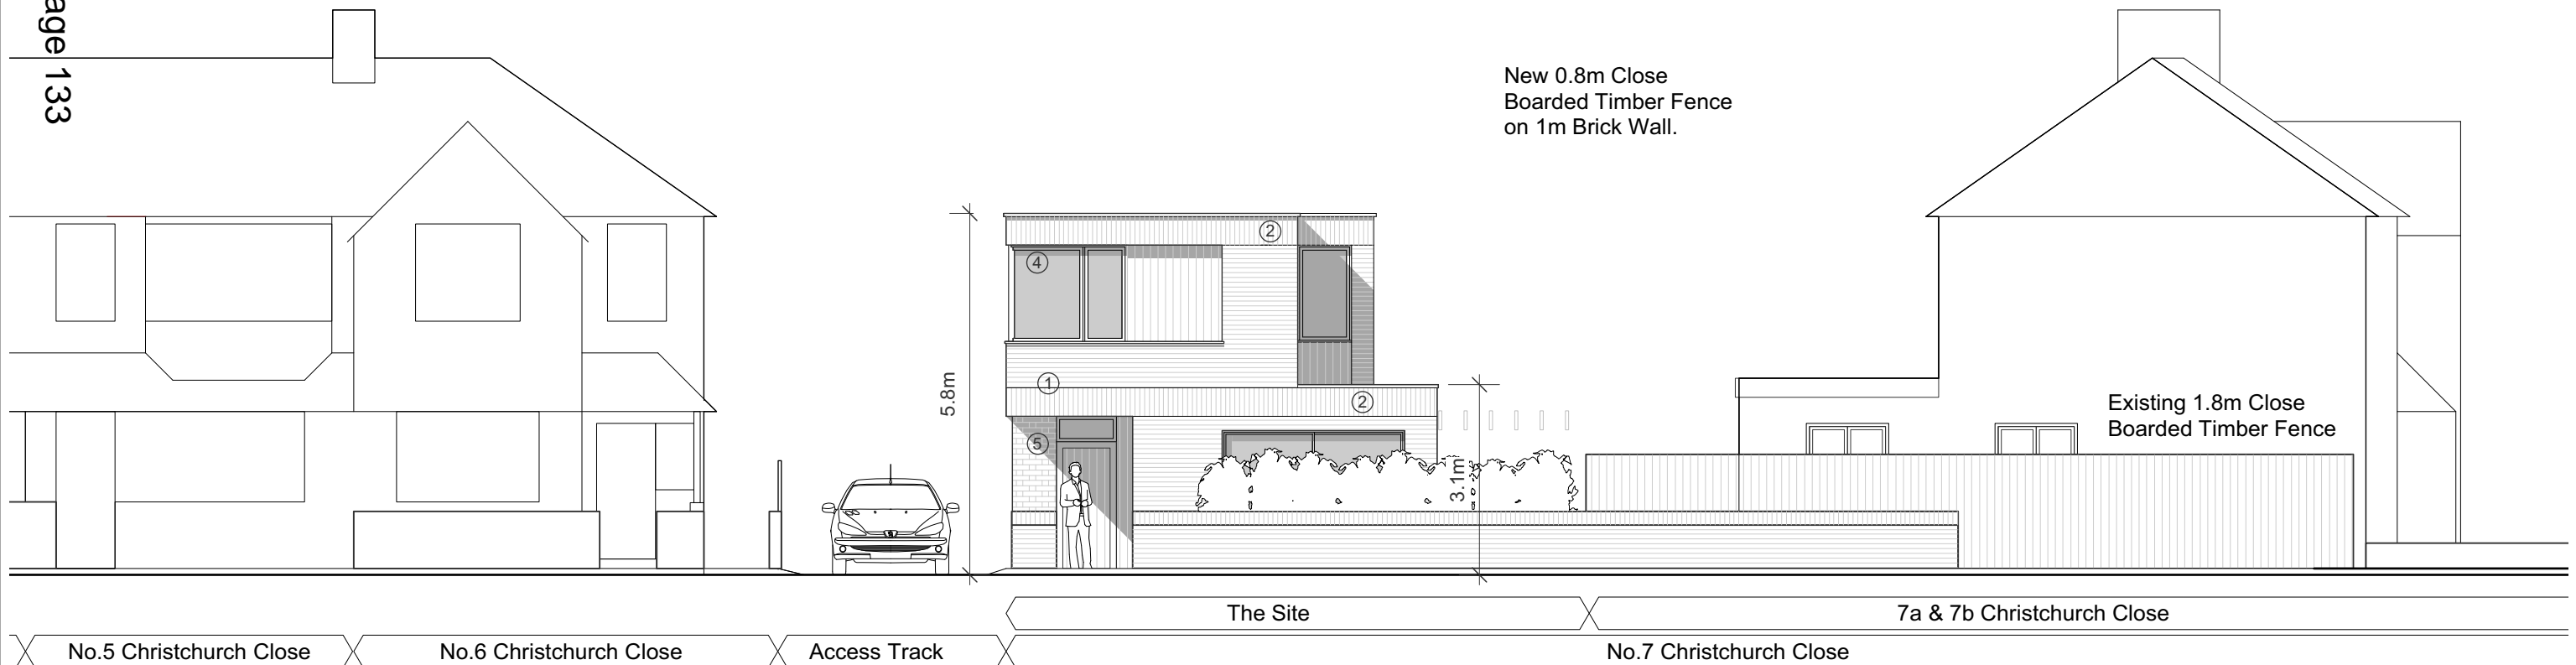 age 133
New 0.8m Close
Boarded Timber Fence
on 1m Brick Wall.
2
4
5.8m
1
2
Existing 1.8m Close
Boarded Timber Fence
5
3.1m
The Site
7a & 7b Christchurch Close
No.5 Christchurch Close
No.6 Christchurch Close
Access Track
No.7 Christchurch Close